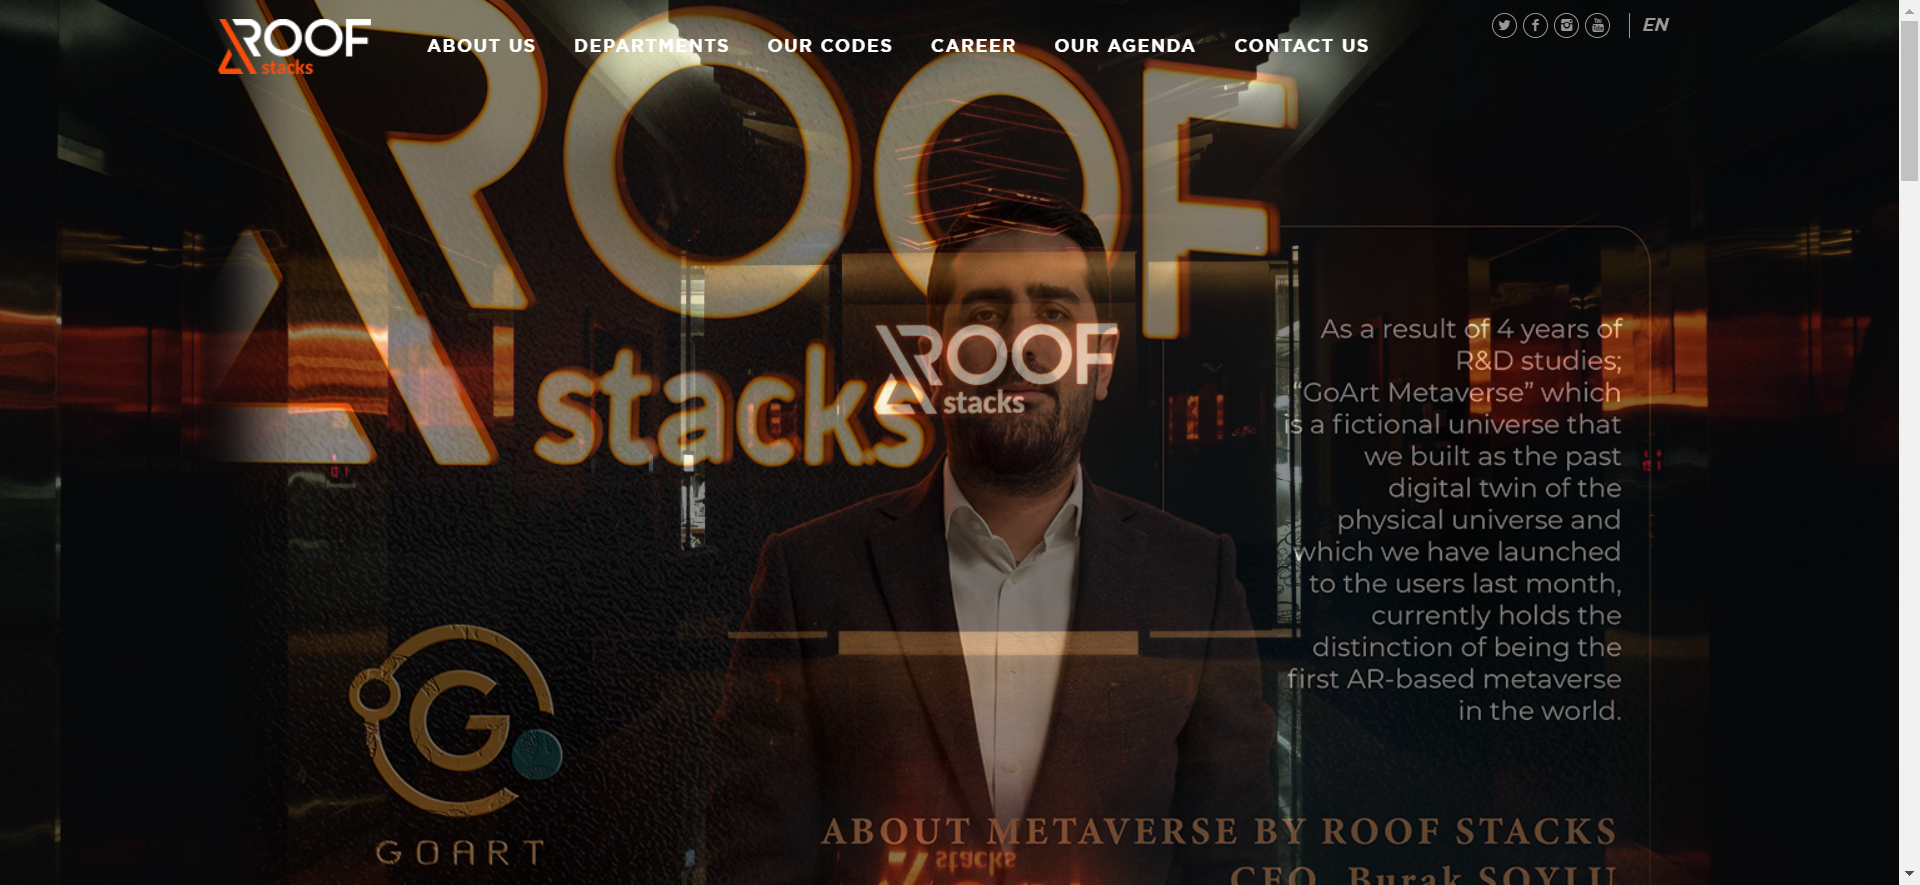 ROOF
stacks
ABOUT US
DEPARTMENTS
OUR CODES
CAREER
OUR AGENDA
CONTACT US
EN
ROOF
stacks
ROOF
stacks
As a result of 4 years of
R&D studies;
“GoArt Metaverse” which
is a fictional universe that
we built as the past
digital twin of the
physical universe and
which we have launched
to the users last month,
currently holds the
distinction of being the
first AR-based metaverse
in the world.
G
GOART
ABOUT METAVERSE BY ROOF STACKS
stacks
CEO, Burak SOYLU